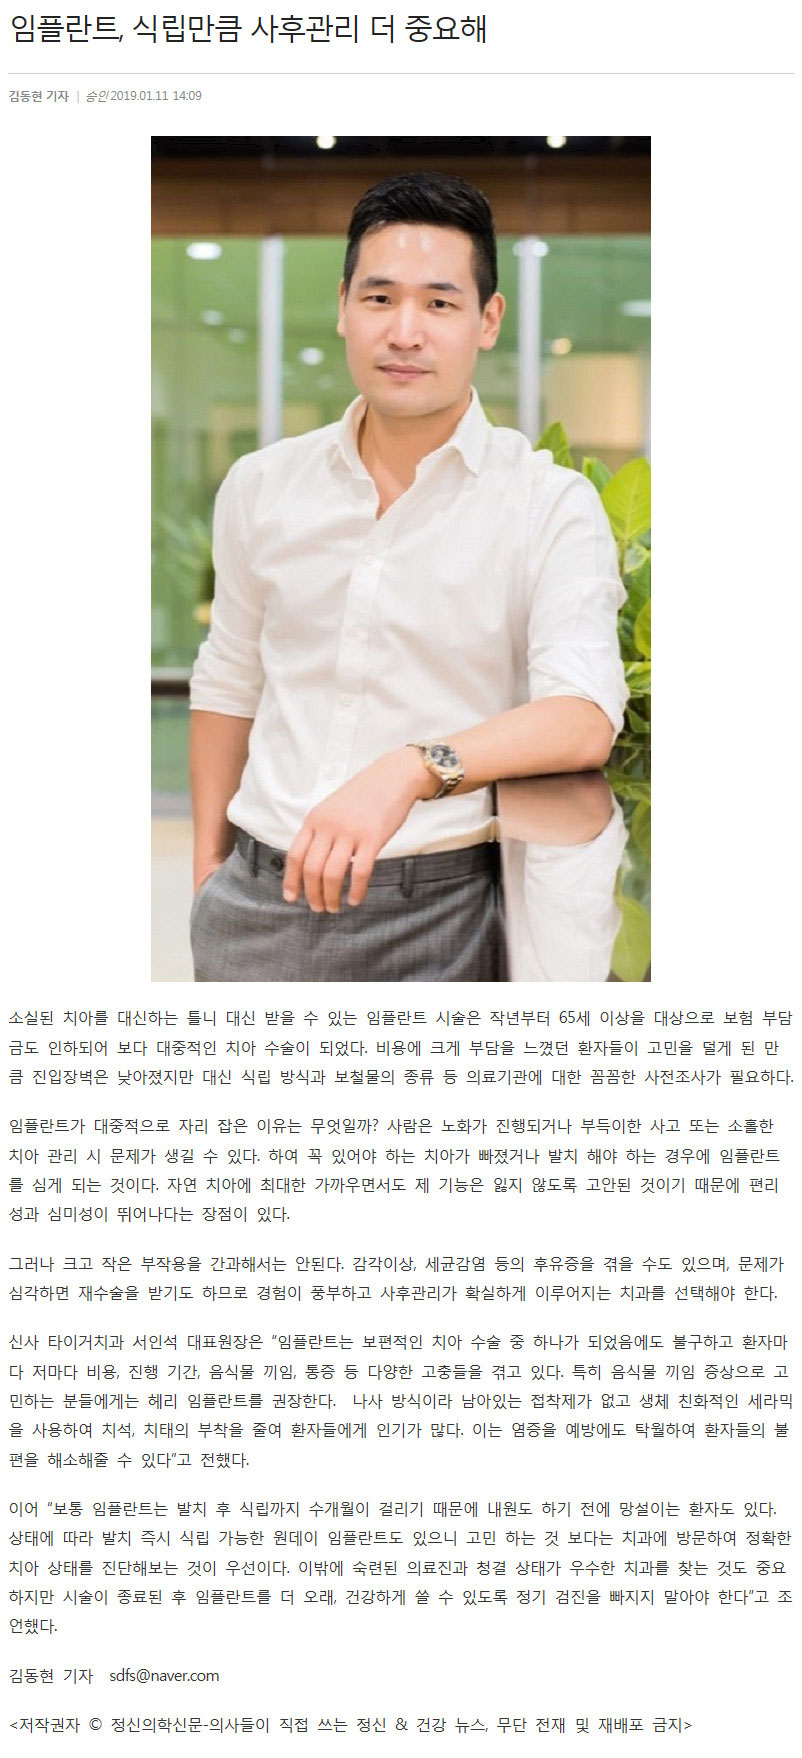 임플란트, 식립만큼 사후관리 더 중요해
김동현 기자 | 승인 2019.01.11 14:09
소실된 치아를 대신하는 틀니 대신 받을 수 있는 임플란트 시술은 작년부터 65세 이상을 대상으로 보험 부담
금도 인하되어 보다 대중적인 치아 수술이 되었다. 비용에 크게 부담을 느꼈던 환자들이 고민을 덜게 된 만
큼 진입장벽은 낮아졌지만 대신 식립 방식과 보철물의 종류 등 의료기관에 대한 꼼꼼한 사전조사가 필요하다.
임플란트가 대중적으로 자리 잡은 이유는 무엇일까? 사람은 노화가 진행되거나 부득이한 사고 또는 소홀한
치아 관리 시 문제가 생길 수 있다. 하여 꼭 있어야 하는 치아가 빠졌거나 발치 해야 하는 경우에 임플란트
를 심게 되는 것이다. 자연 치아에 최대한 가까우면서도 제 기능은 잃지 않도록 고안된 것이기 때문에 편리
성과 심미성이 뛰어나다는 장점이 있다.
그러나 크고 작은 부작용을 간과해서는 안된다. 감각이상, 세균감염 등의 후유증을 겪을 수도 있으며, 문제가
심각하면 재수술을 받기도 하므로 경험이 풍부하고 사후관리가 확실하게 이루어지는 치과를 선택해야 한다.
신사 타이거치과 서인석 대표원장은 “임플란트는 보편적인 치아 수술 중 하나가 되었음에도 불구하고 환자마
다 저마다 비용, 진행 기간, 음식물 끼임, 통증 등 다양한 고충들을 겪고 있다. 특히 음식물 끼임 증상으로 고
민하는 분들에게는 헤리 임플란트를 권장한다. 나사 방식이라 남아있는 접착제가 없고 생체 친화적인 세라믹
을 사용하여 치석, 치태의 부착을 줄여 환자들에게 인기가 많다. 이는 염증을 예방에도 탁월하여 환자들의 불
편을 해소해줄 수 있다”고 전했다.
이어 “보통 임플란트는 발치 후 식립까지 수개월이 걸리기 때문에 내원도 하기 전에 망설이는 환자도 있다.
상태에 따라 발치 즉시 식립 가능한 원데이 임플란트도 있으니 고민 하는 것 보다는 치과에 방문하여 정확한
치아 상태를 진단해보는 것이 우선이다. 이밖에 숙련된 의료진과 청결 상태가 우수한 치과를 찾는 것도 중요
하지만 시술이 종료된 후 임플란트를 더 오래, 건강하게 쓸 수 있도록 정기 검진을 빠지지 말아야 한다”고 조
언했다.
김동현 기자 sdfs@naver.com
<저작권자 © 정신의학신문-의사들이 직접 쓰는 정신 & 건강 뉴스, 무단 전재 및 재배포 금지>